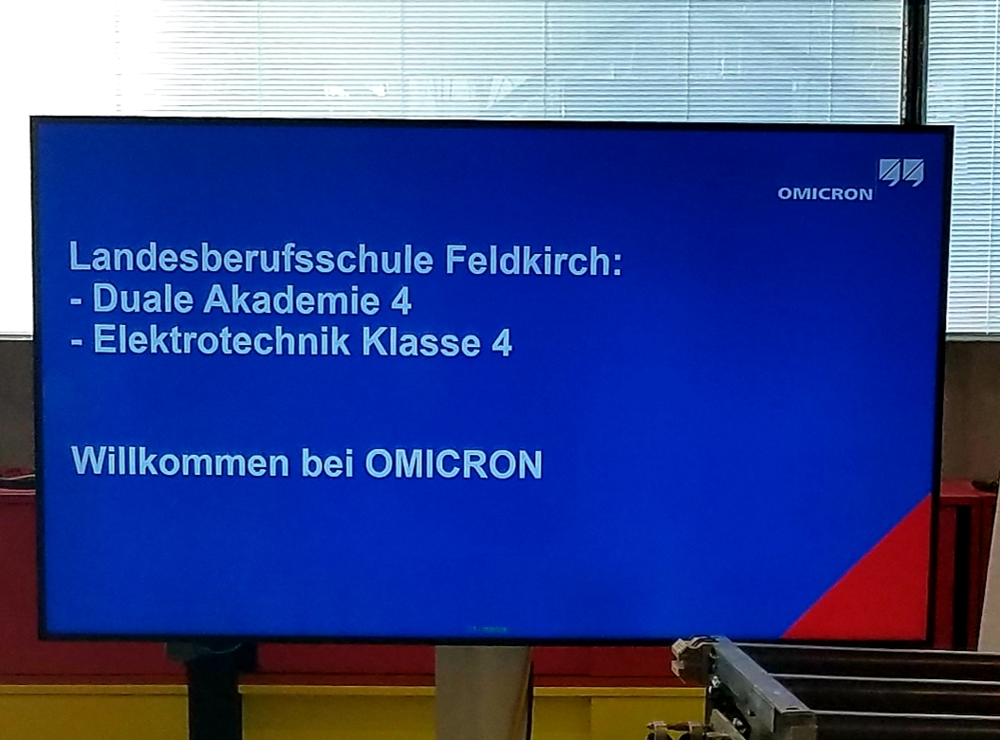 OMICRON
Landesberufsschule Feldkirch:
- Duale Akademie 4
- Elektrotechnik Klasse 4
Willkommen bei OMICRON